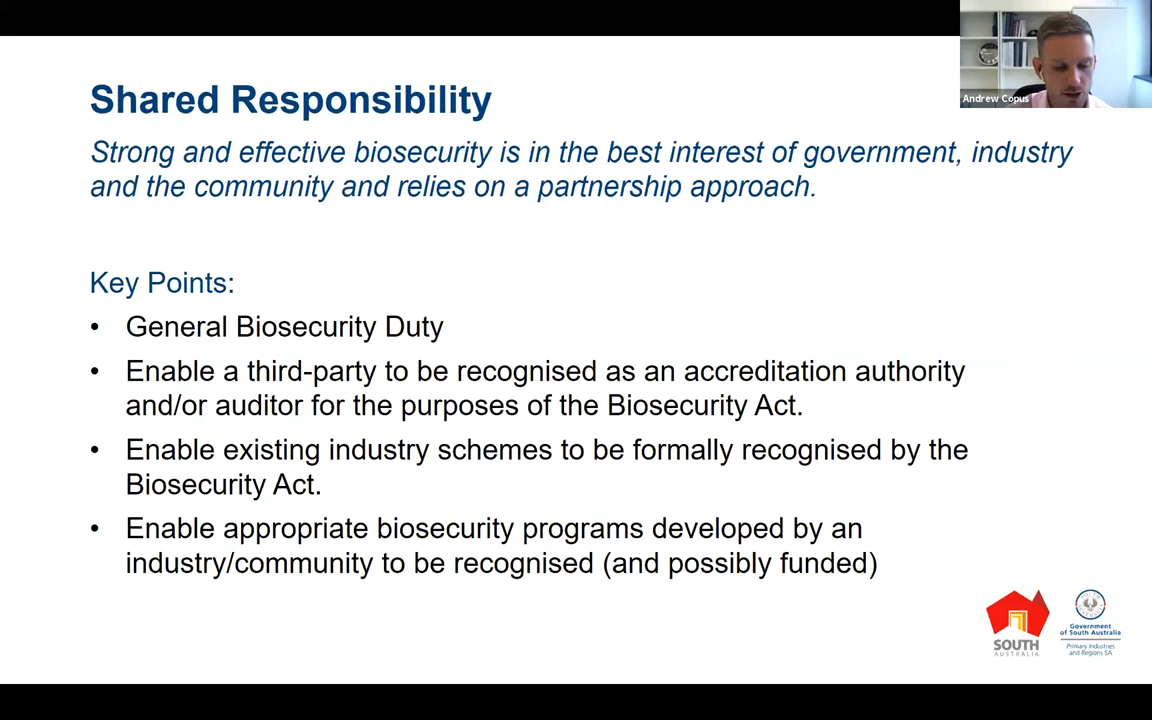 Shared Responsibility
Andrew Copus
Strong and effective biosecurity is in the best interest of government, industry
and the community and relies on a partnership approach.
Key Points:
• General Biosecurity Duty
• Enable a third-party to be recognised as an accreditation authority
and/or auditor for the purposes of the Biosecurity Act.
• Enable existing industry schemes to be formally recognised by the
Biosecurity Act.
• Enable appropriate biosecurity programs developed by an
industry/community to be recognised (and possibly funded)
SOUTH
AUSTRALIA
Government
of South Australia
Primary Industries
and Regions SA